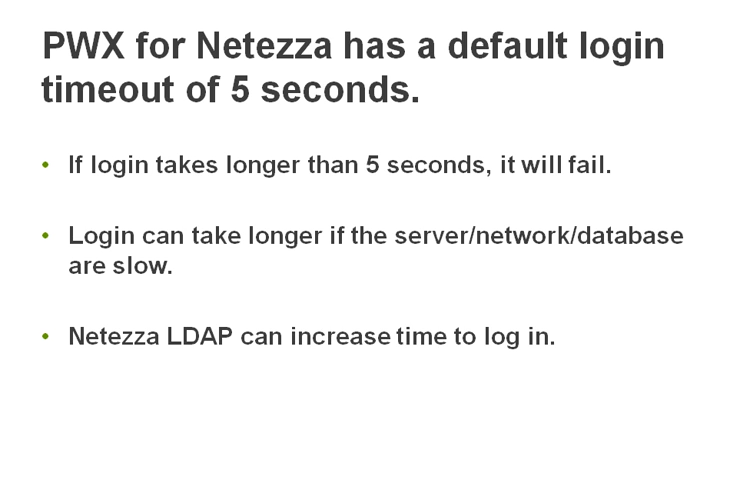 PWX for Netezza has a default login
timeout of 5 seconds.
• If login takes longer than 5 seconds, it will fail.
• Login can take longer if the server/network/database
are slow.
• Netezza LDAP can increase time to log in.